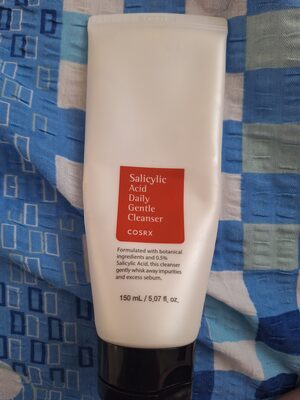 Salicylic
Acid
Daily
Gentle
Cleanser
COSRX
Formulated with botanical
ingredients and 0.5%
Salicylic Acid, this cleanser
gently whisk away impurities
and excess sebum.
150 mL / 5.07 fl. oz.